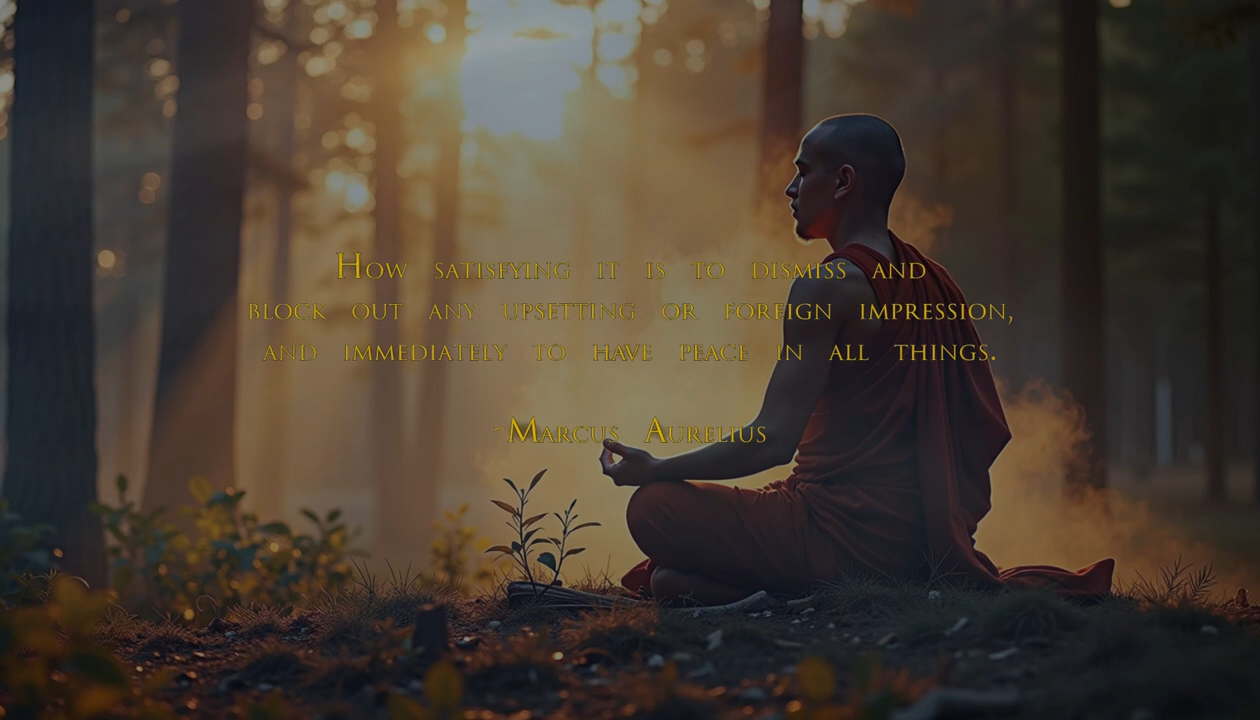 How satisfying it is to dismiss and
block out any upsetting or foreign impression,
and immediately to have peace in all things.
-Marcus Aurelius